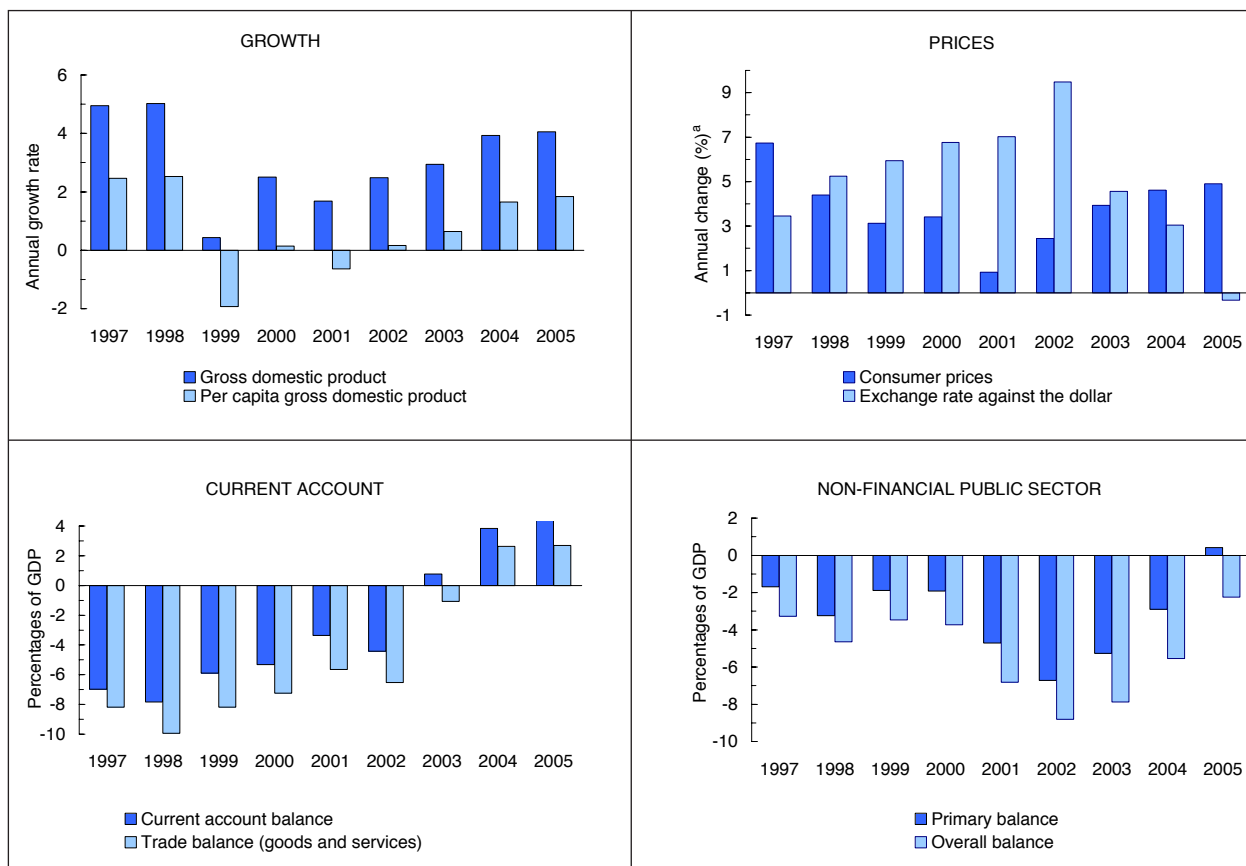 GROWTH
Annual growth rate
6
4
2
0
-2
1997 1998 1999 2000 2001 2002 2003 2004 2005
Gross domestic product
Per capita gross domestic product
PRICES
Annual change (%)a
9
7
5
3
1
-1
1997 1998 1999 2000 2001 2002 2003 2004 2005
Consumer prices
Exchange rate against the dollar
CURRENT ACCOUNT
Percentages of GDP
4
2
0
-2
-4
-6
-8
-10
1997 1998 1999 2000 2001 2002 2003 2004 2005
Current account balance
Trade balance (goods and services)
NON-FINANCIAL PUBLIC SECTOR
Percentages of GDP
2
0
-2
-4
-6
-8
-10
1997 1998 1999 2000 2001 2002 2003 2004 2005
Primary balance
Overall balance